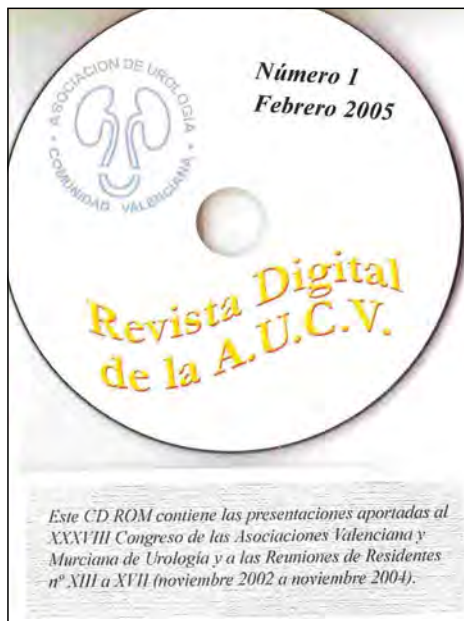 ASOCIACION DE UROLOGIA
COMUNIDAD VALENCIANA
Número 1
Febrero 2005
Revista Digital
de la A.U.C.V.
Este CD ROM contiene las presentaciones aportadas al
XXXVIII Congreso de las Asociaciones Valenciana y
Murciana de Urología y a las Reuniones de Residentes
nº XIII a XVII (noviembre 2002 a noviembre 2004).